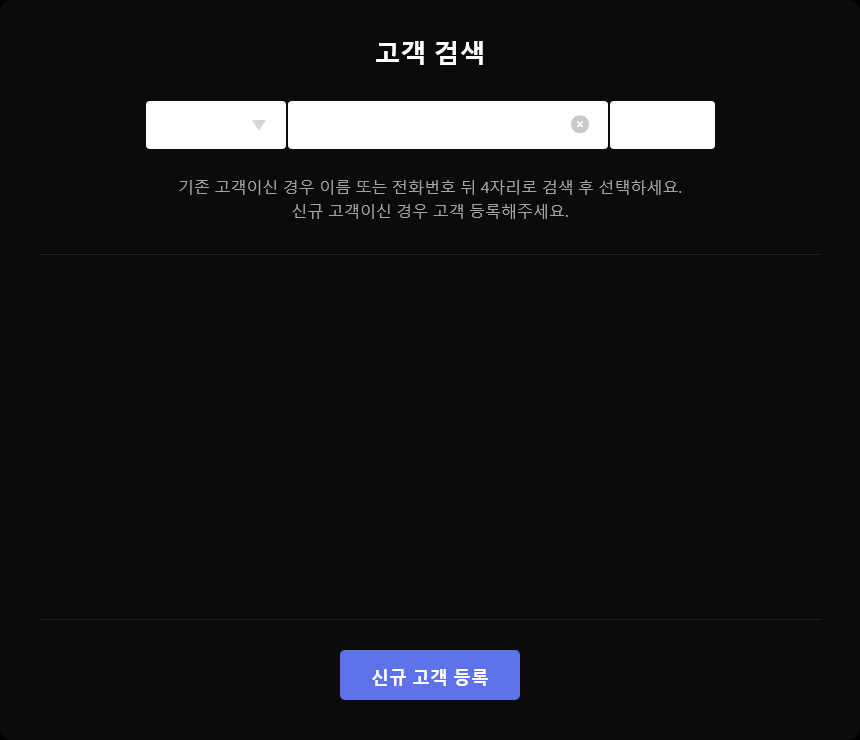 고객 검색
기존 고객이신 경우 이름 또는 전화번호 뒤 4자리로 검색 후 선택하세요.
신규 고객이신 경우 고객 등록해주세요.
신규 고객 등록